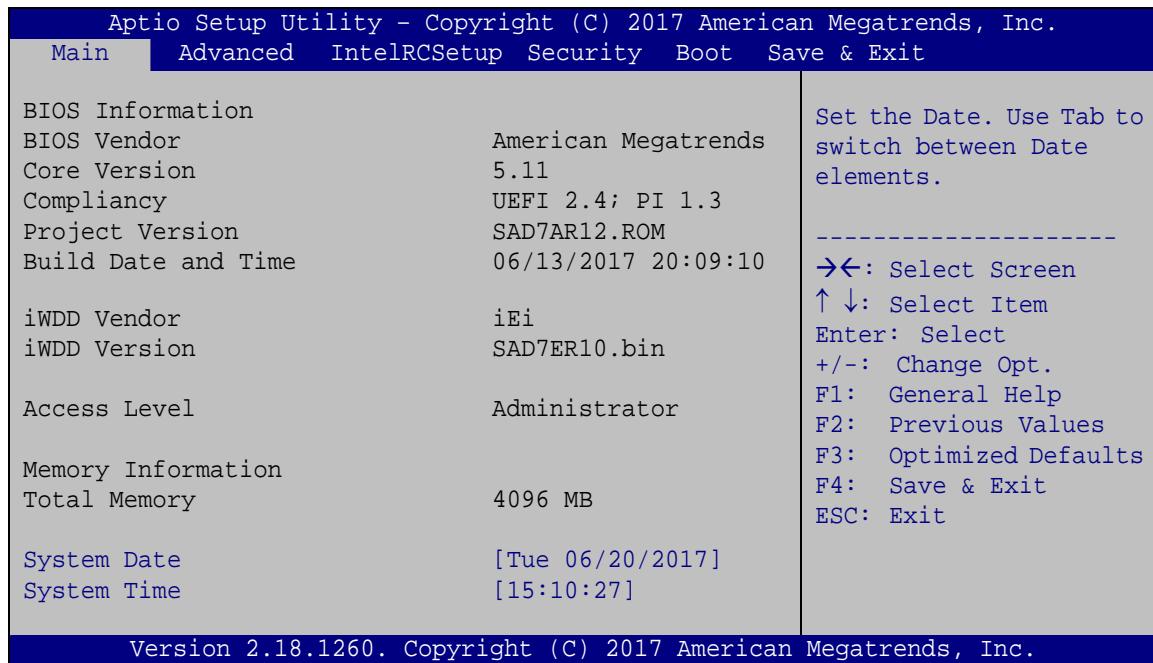 Aptio Setup Utility – Copyright (C) 2017 American Megatrends, Inc.
Main Advanced IntelRCSetup Security Boot Save & Exit
BIOS Information
BIOS Vendor American Megatrends
Core Version 5.11
Compliancy UEFI 2.4; PI 1.3
Project Version SAD7AR12.ROM
Build Date and Time 06/13/2017 20:09:10
iWDD Vendor iEi
iWDD Version SAD7ER10.bin
Access Level Administrator
Memory Information
Total Memory 4096 MB
System Date [Tue 06/20/2017]
System Time [15:10:27]
Set the Date. Use Tab to
switch between Date
elements.
---------------------
→←: Select Screen
↑ ↓: Select Item
Enter: Select
+/-: Change Opt.
F1: General Help
F2: Previous Values
F3: Optimized Defaults
F4: Save & Exit
ESC: Exit
Version 2.18.1260. Copyright (C) 2017 American Megatrends, Inc.